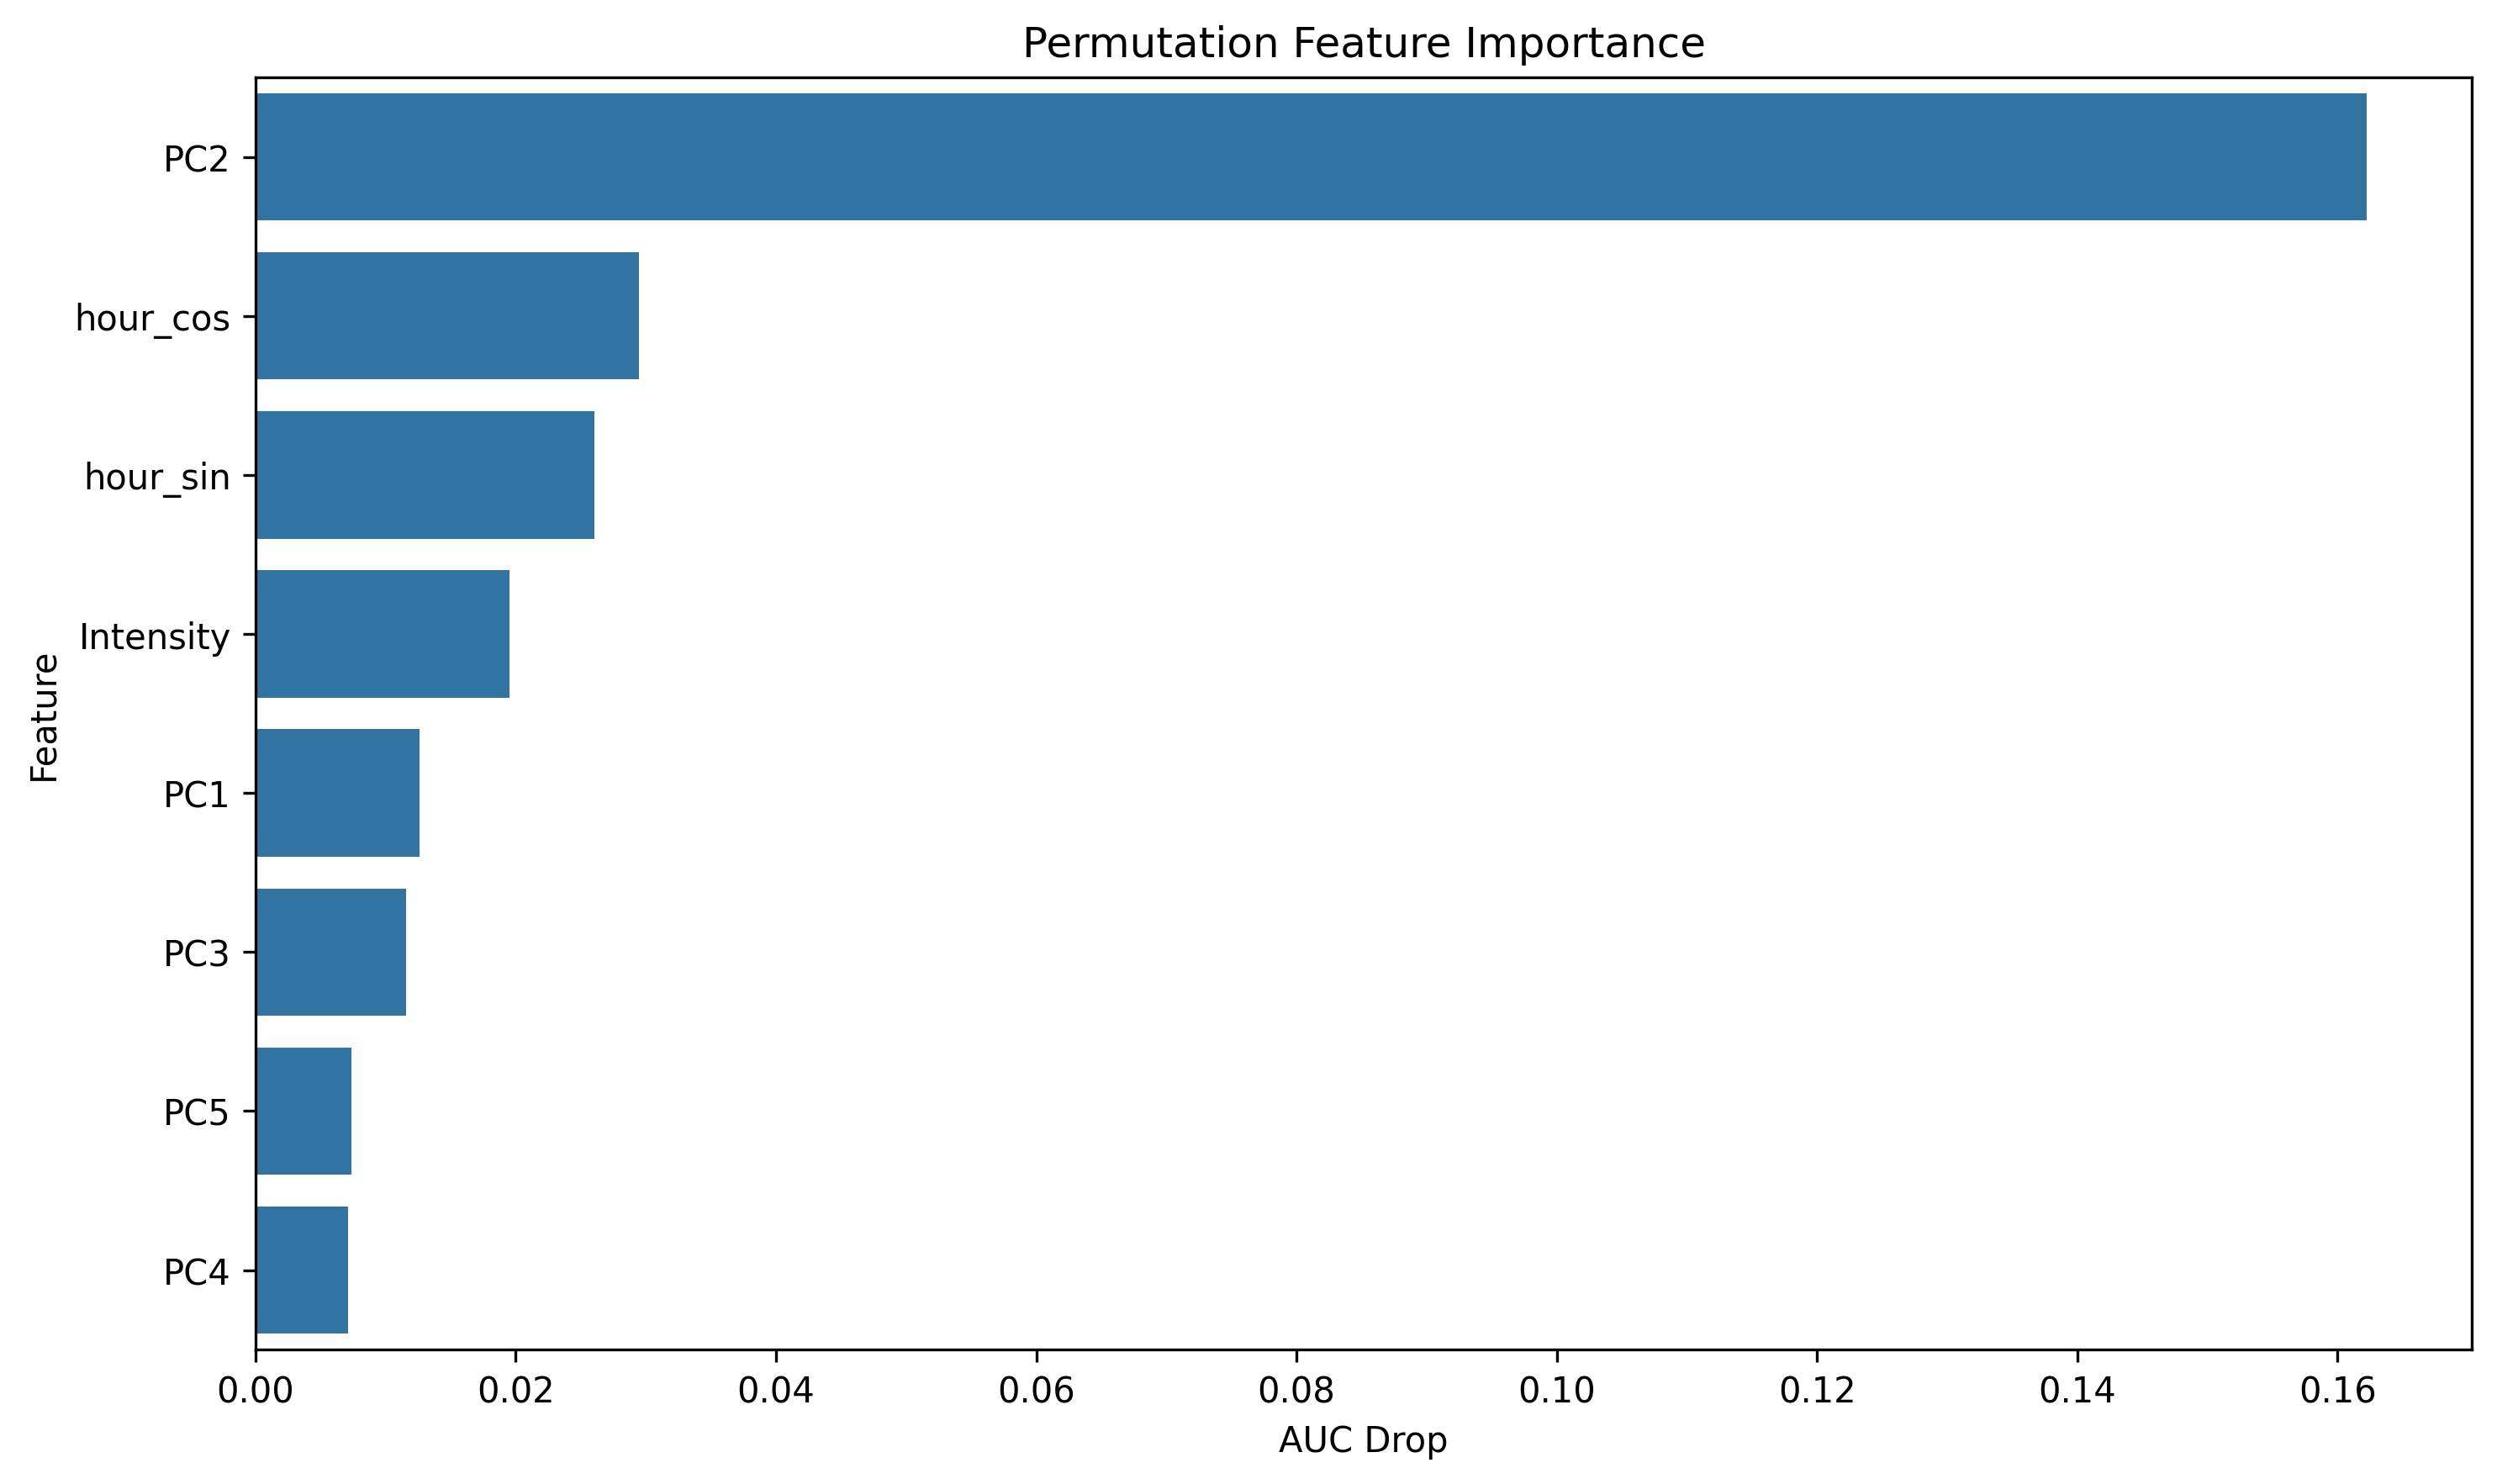 Permutation Feature Importance
Feature
PC2
hour_cos
hour_sin
Intensity
PC1
PC3
PC5
PC4
0.00 0.02 0.04 0.06 0.08 0.10 0.12 0.14 0.16
AUC Drop